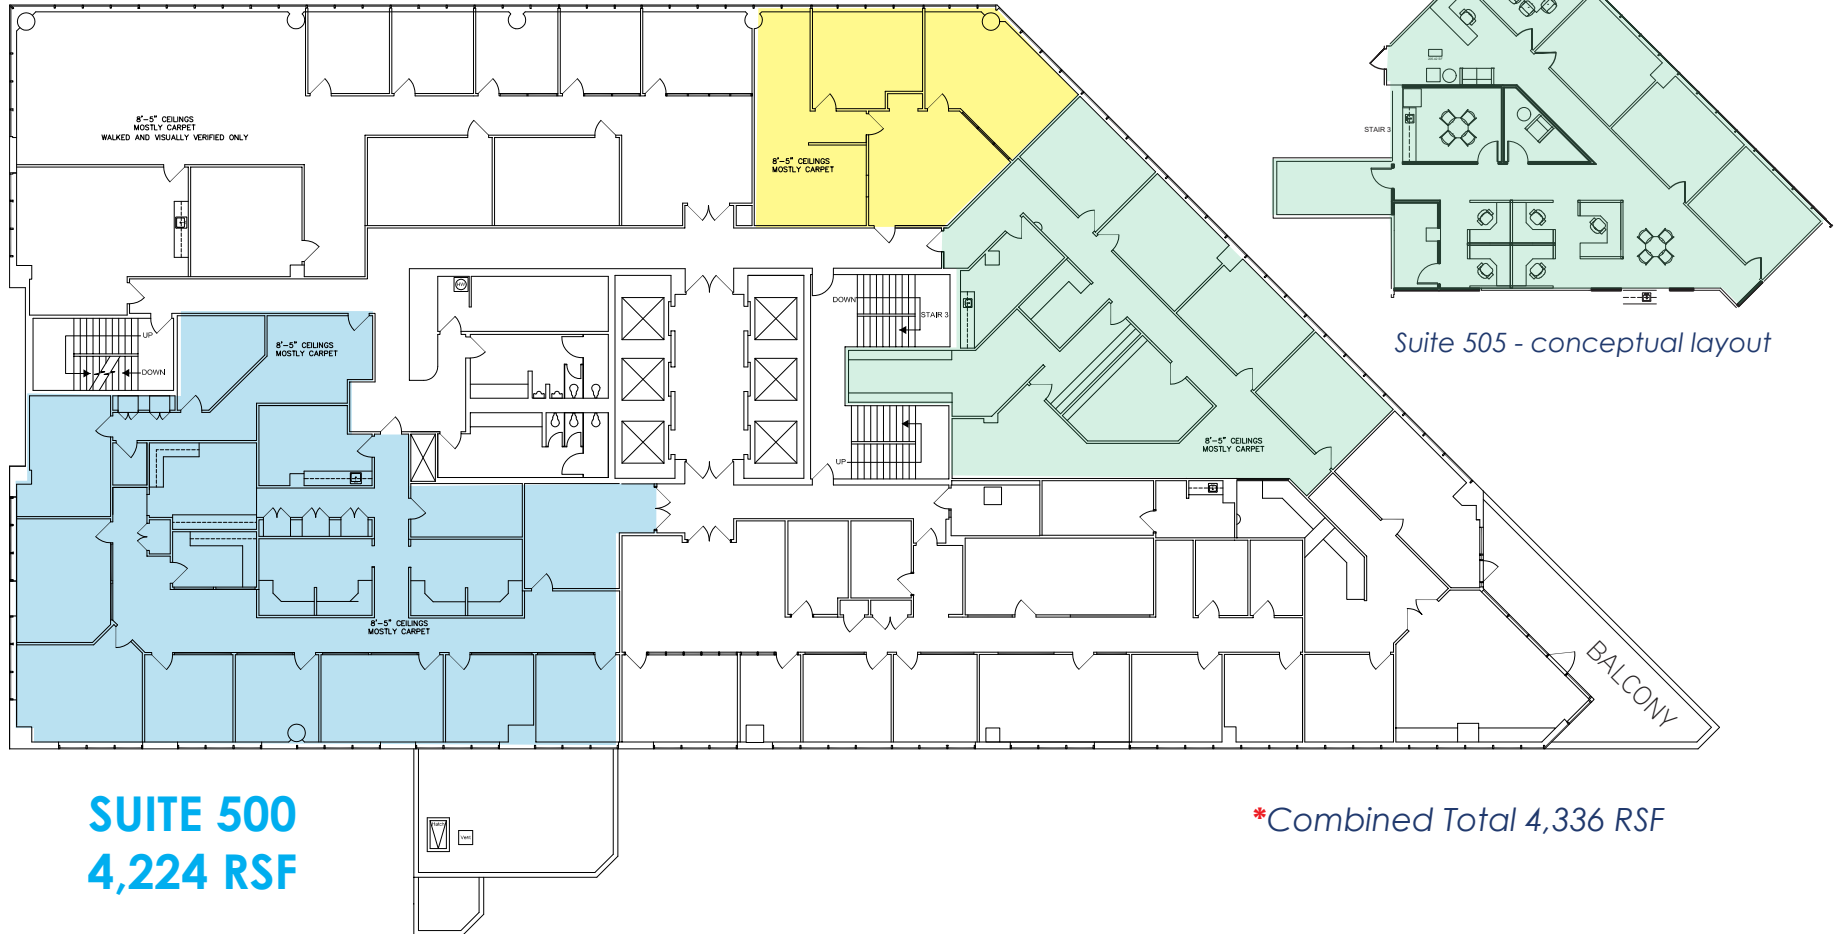 8'-5" CEILINGS
MOSTLY CARPET
WALKED AND VISUALLY VERIFIED ONLY
8'-5" CEILINGS
MOSTLY CARPET
STAIR 3
DOWN
STAIR 3
UP
DOWN
8'-5" CEILINGS
MOSTLY CARPET
Suite 505 - conceptual layout
8'-5" CEILINGS
MOSTLY CARPET
UP
8'-5" CEILINGS
MOSTLY CARPET
BALCONY
SUITE 500
4,224 RSF
*Combined Total 4,336 RSF
Vent